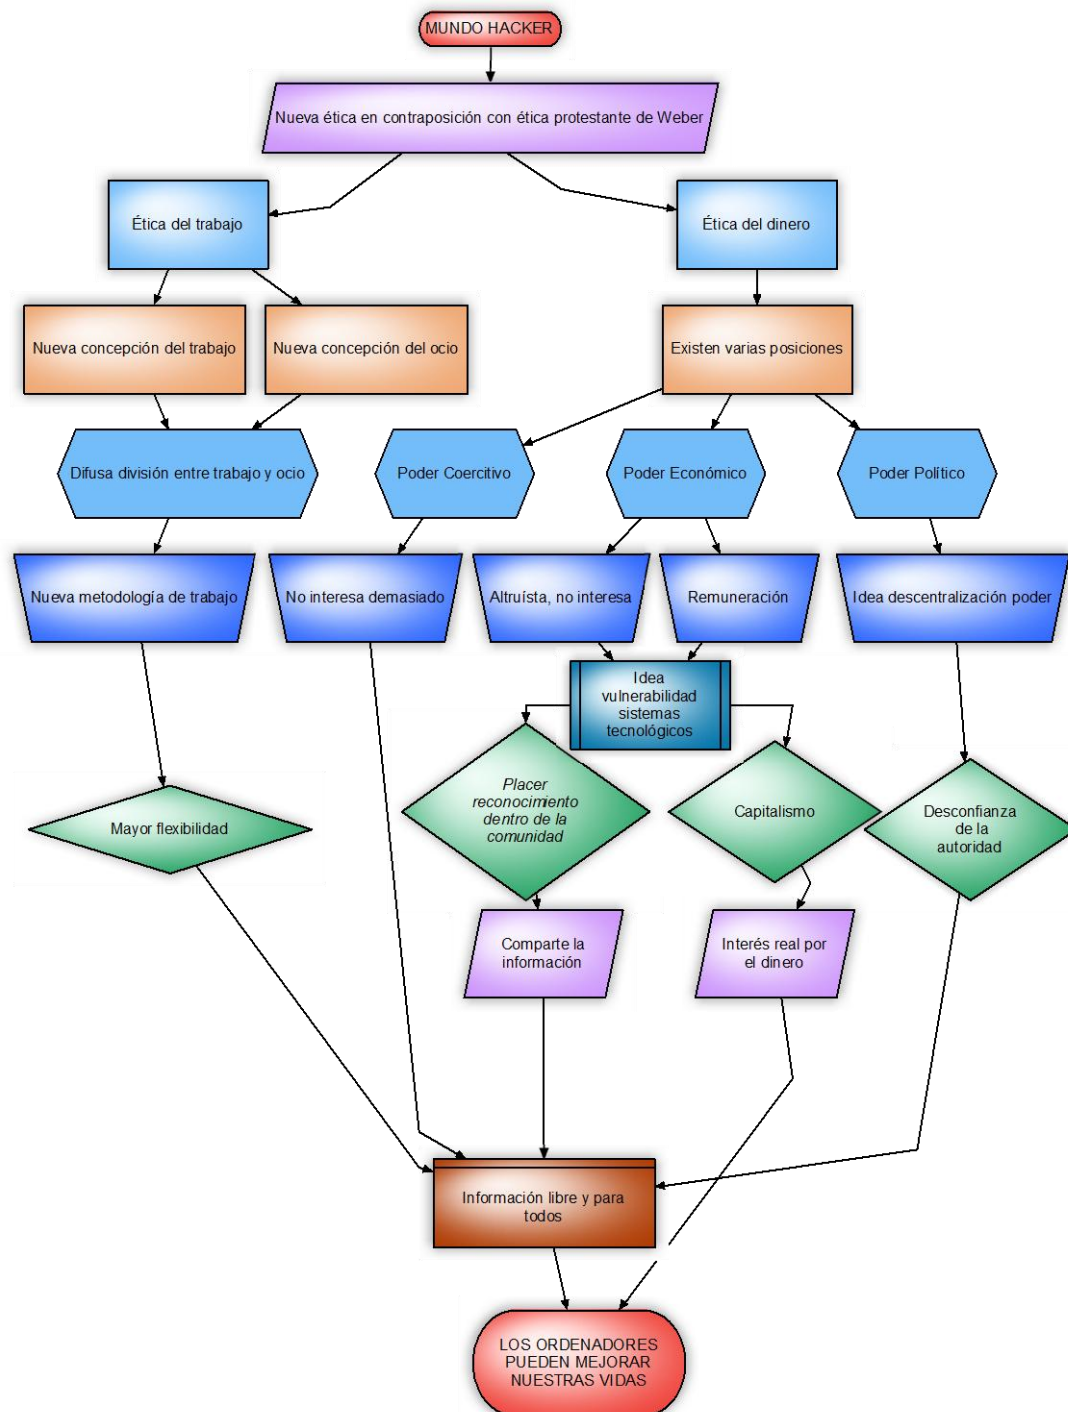 MUNDO HACKER
Nueva ética en contraposición con ética protestante de Weber
Ética del trabajo
Ética del dinero
Nueva concepción del trabajo
Nueva concepción del ocio
Existen varias posiciones
Difusa división entre trabajo y ocio
Poder Coercitivo
Poder Económico
Poder Político
Nueva metodología de trabajo
No interesa demasiado
Altruísta, no interesa
Remuneración
Idea descentralización poder
Idea
vulnerabilidad
sistemas
tecnológicos
Placer
reconocimiento
dentro de la
comunidad
Mayor flexibilidad
Capitalismo
Desconfianza
de la
autoridad
Comparte la
información
Interés real por
el dinero
Información libre y para
todos
LOS ORDENADORES
PUEDEN MEJORAR
NUESTRAS VIDAS